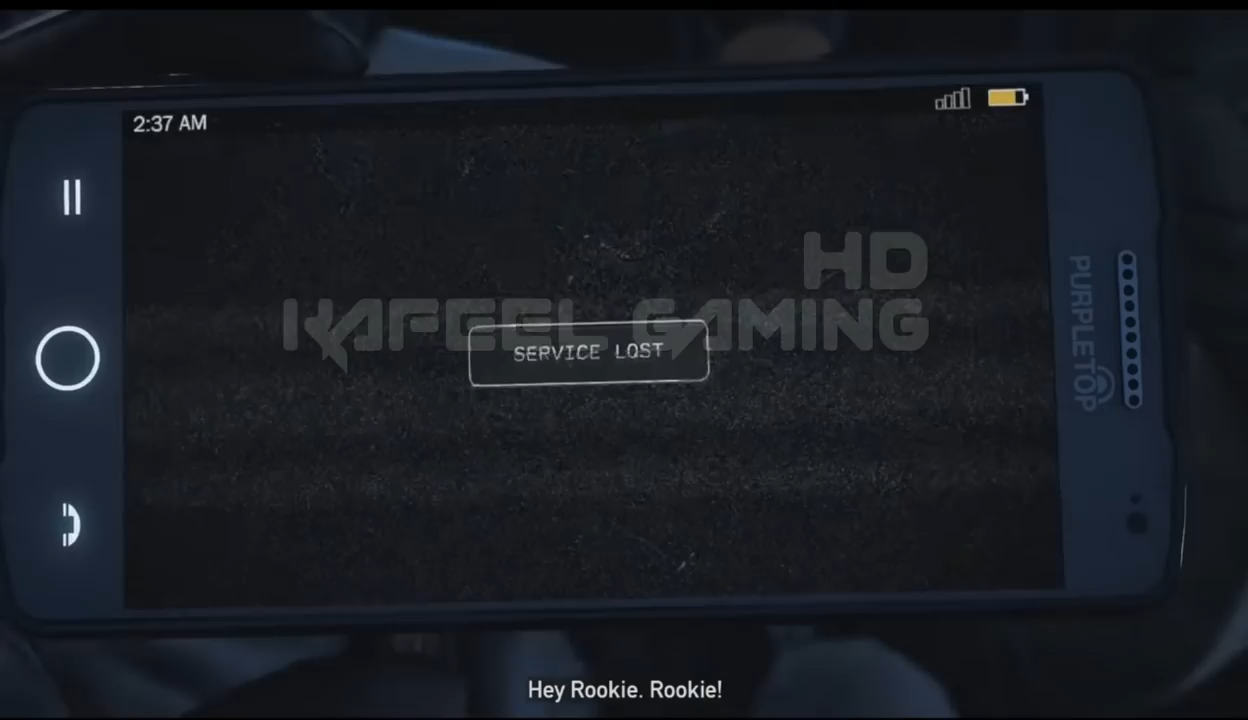 2:37 AM
HD
KAFEEL GAMING
SERVICE LOST
PURPLETOP
Hey Rookie. Rookie!